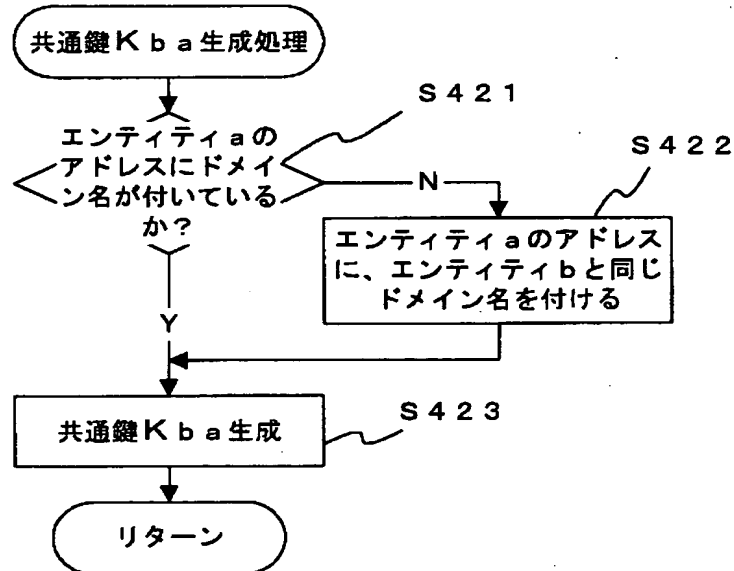 共通鍵Kba生成処理
S421
エンティティaの
アドレスにドメイ
ン名が付いている
か?
S422
N
エンティティaのアドレス
に、エンティティbと同じ
ドメイン名を付ける
Y
S423
共通鍵Kba生成
リターン